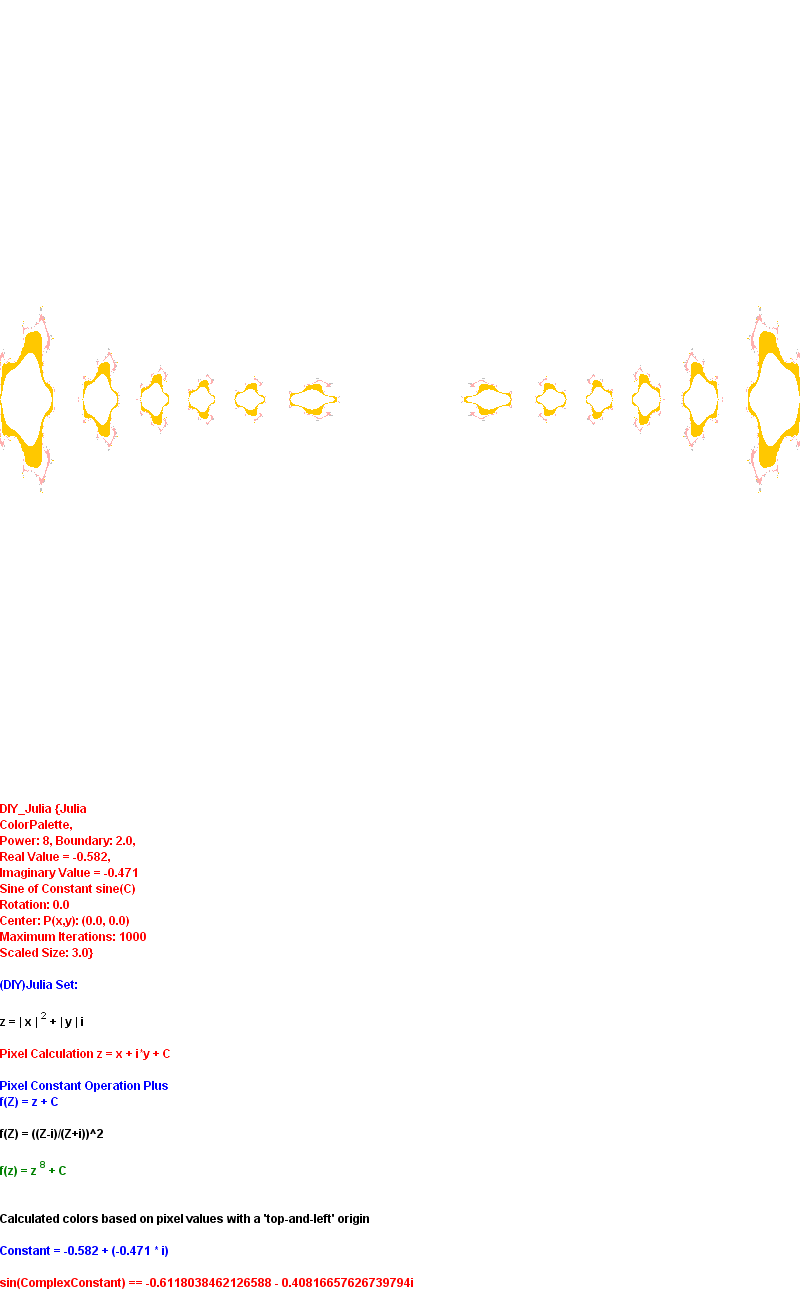 DIY_Julia {Julia
ColorPalette,
Power: 8, Boundary: 2.0,
Real Value = -0.582,
Imaginary Value = -0.471
Sine of Constant sine(C)
Rotation: 0.0
Center: P(x,y): (0.0, 0.0)
Maximum Iterations: 1000
Scaled Size: 3.0}
(DIY)Julia Set:
z = | x | 2 + | y | i
Pixel Calculation z = x + i*y + C
Pixel Constant Operation Plus
f(Z) = z + C
f(Z) = ((Z-i)/(Z+i))^2
f(z) = z 8 + C
Calculated colors based on pixel values with a 'top-and-left' origin
Constant = -0.582 + (-0.471 * i)
sin(ComplexConstant) == -0.6118038462126588 - 0.40816657626739794i